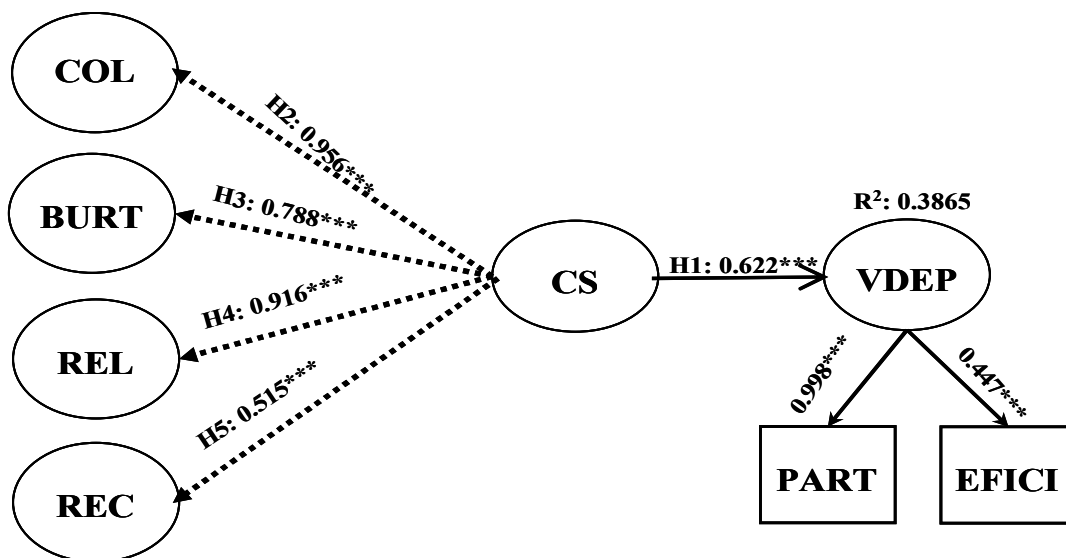 COL
H2: 0.956***
BURT
H3: 0.788***
R²: 0.3865
CS
H1: 0.622***
VDEP
H4: 0.916***
REL
H5: 0.515***
0.998***
0.447***
REC
PART
EFICI